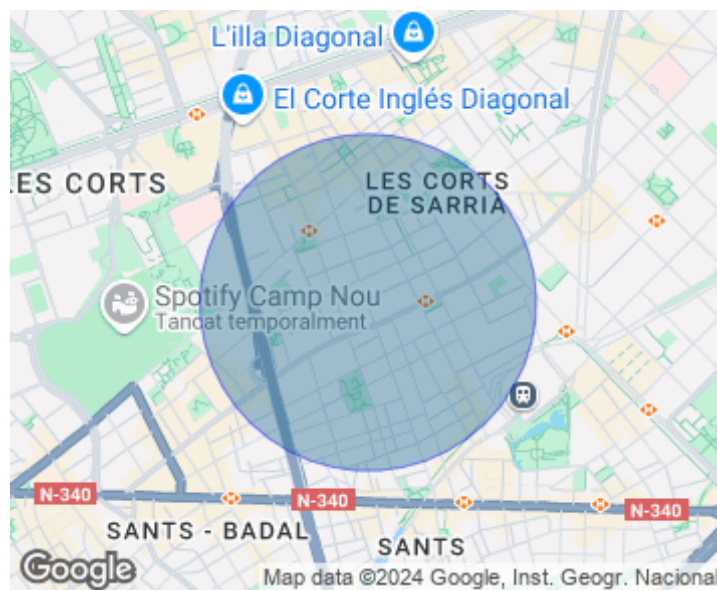 L'illa Diagonal
El Corte Inglés Diagonal
LES CORTS
LES CORTS
DE SARRIÀ
Spotify Camp Nou
Tancat temporalment
N-340
N-340
N-340
SANTS - BADAL
SANTS
Google
Map data ©2024 Google, Inst. Geogr. Nacional